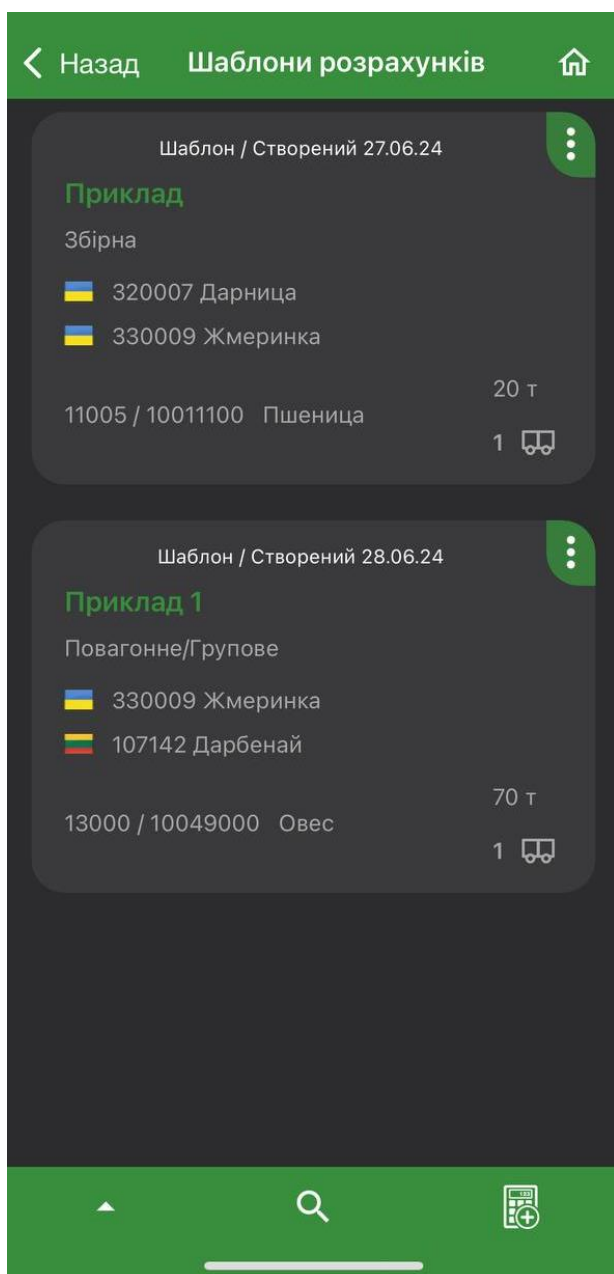 Назад Шаблони розрахунків
Шаблон / Створений 27.06.24
Приклад
Збірна
320007 Дарница
330009 Жмеринка
20 т
11005 / 10011100 Пшеница
1
Шаблон / Створений 28.06.24
Приклад 1
Повагонне/Групове
330009 Жмеринка
107142 Дарбенай
70 т
13000 / 10049000 Овес
1